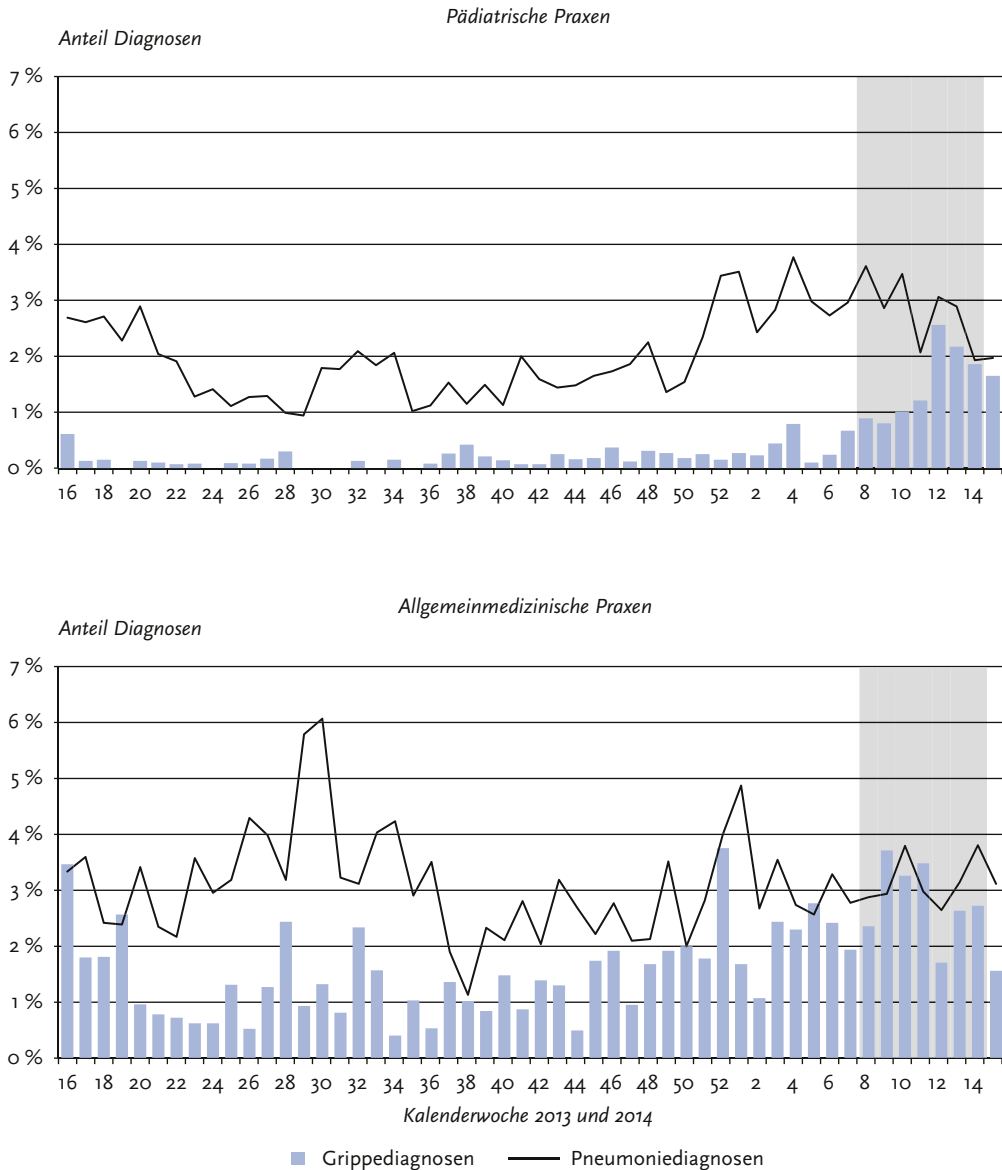 Pädiatrische Praxen
Anteil Diagnosen
7 %
6 %
5 %
4 %
3 %
2 %
1 %
0 %
16 18 20 22 24 26 28 30 32 34 36 38 40 42 44 46 48 50 52 2 4 6 8 10 12 14
Allgemeinmedizinische Praxen
Anteil Diagnosen
7 %
6 %
5 %
4 %
3 %
2 %
1 %
0 %
16 18 20 22 24 26 28 30 32 34 36 38 40 42 44 46 48 50 52 2 4 6 8 10 12 14
Kalenderwoche 2013 und 2014
Grippediagnosen Pneumoniediagnosen